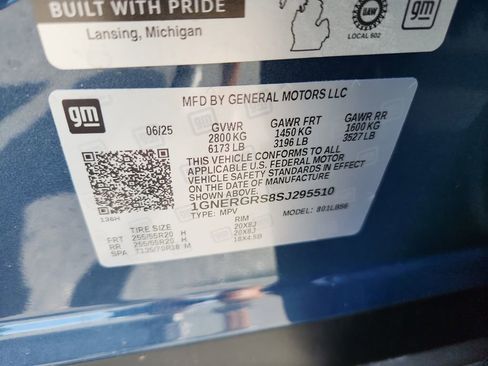 BUILT WITH PRIDE
Lansing, Michigan
UAW
LOCAL 602
gm
MFD BY GENERAL MOTORS LLC
gm
06/25
GVWR GAWR FRT GAWR RR
2800 KG 1450 KG 1600 KG
6173 LB 3196 LB 3527 LB
THIS VEHICLE CONFORMS TO ALL
APPLICABLE U.S. FEDERAL MOTOR
VEHICLE SAFETY STANDARDS IN EFFECT
ON THE DATE OF MANUFACTURE SHOWN ABOVE.
1GNERGRS8SJ295510
TYPE: MPV MODEL: 801LB56
TIRE SIZE RIM
FRT 255/55R20 H 20X8J
RR 255/55R20 H 20X8J
SPA T135/70R18 M 18X4.5B